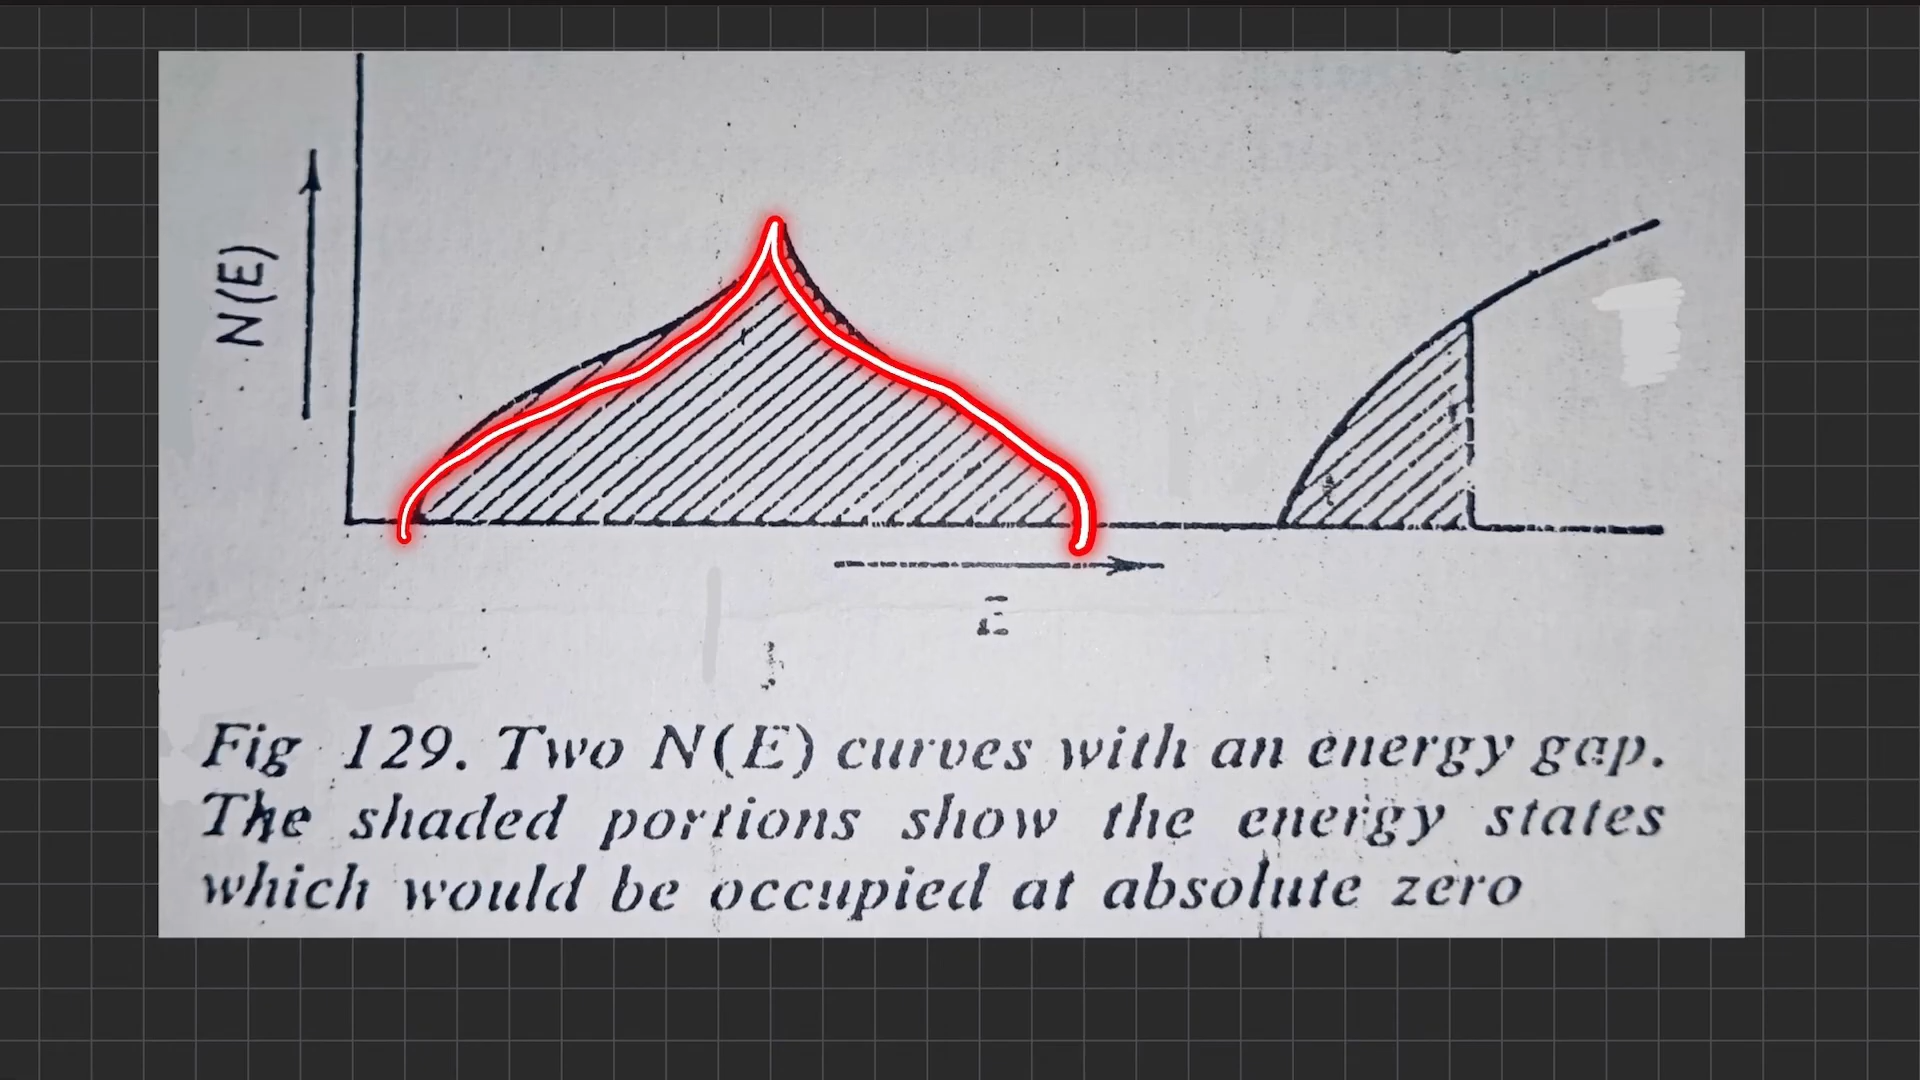 N(E)
E
Fig 129. Two N(E) curves with an energy gap.
The shaded portions show the energy states
which would be occupied at absolute zero